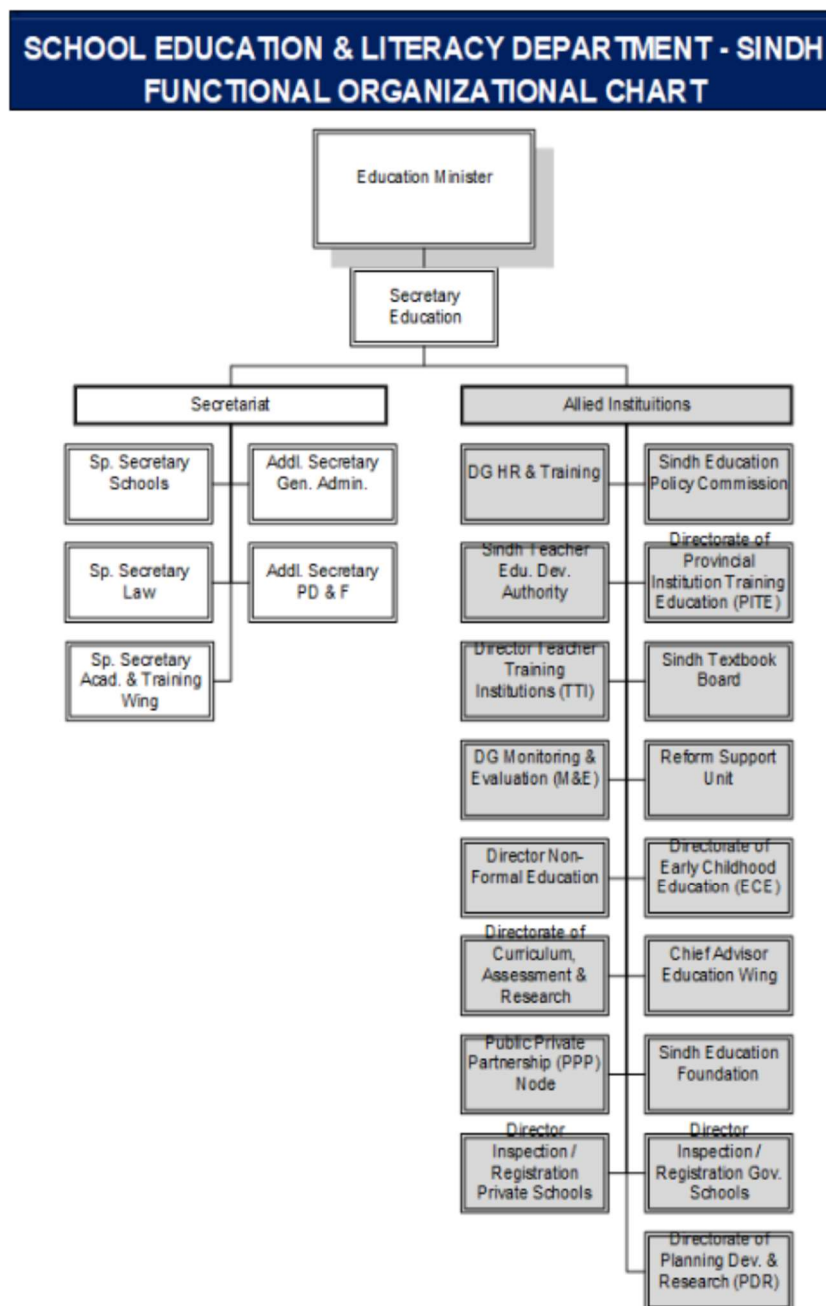 SCHOOL EDUCATION & LITERACY DEPARTMENT - SINDH
FUNCTIONAL ORGANIZATIONAL CHART
Education Minister
Secretary
Education
Secretariat
Sp. Secretary
Schools
Addl. Secretary
Gen. Admin.
Sp. Secretary
Law
Addl. Secretary
PD & F
Sp. Secretary
Acad. & Training
Wing
Allied Instituitions
DG HR & Training
Sindh Education
Policy Commission
Sindh Teacher
Edu. Dev.
Authority
Directorate of
Provincial
Institution Training
Education (PITE)
Director Teacher
Training
Institutions (TTI)
Sindh Textbook
Board
DG Monitoring &
Evaluation (M&E)
Reform Support
Unit
Director Non-
Formal Education
Directorate of
Early Childhood
Education (ECE)
Directorate of
Curriculum,
Assessment &
Research
Chief Advisor
Education Wing
Public Private
Partnership (PPP)
Node
Sindh Education
Foundation
Director
Inspection /
Registration
Private Schools
Director
Inspection /
Registration Gov.
Schools
Directorate of
Planning Dev. &
Research (PDR)